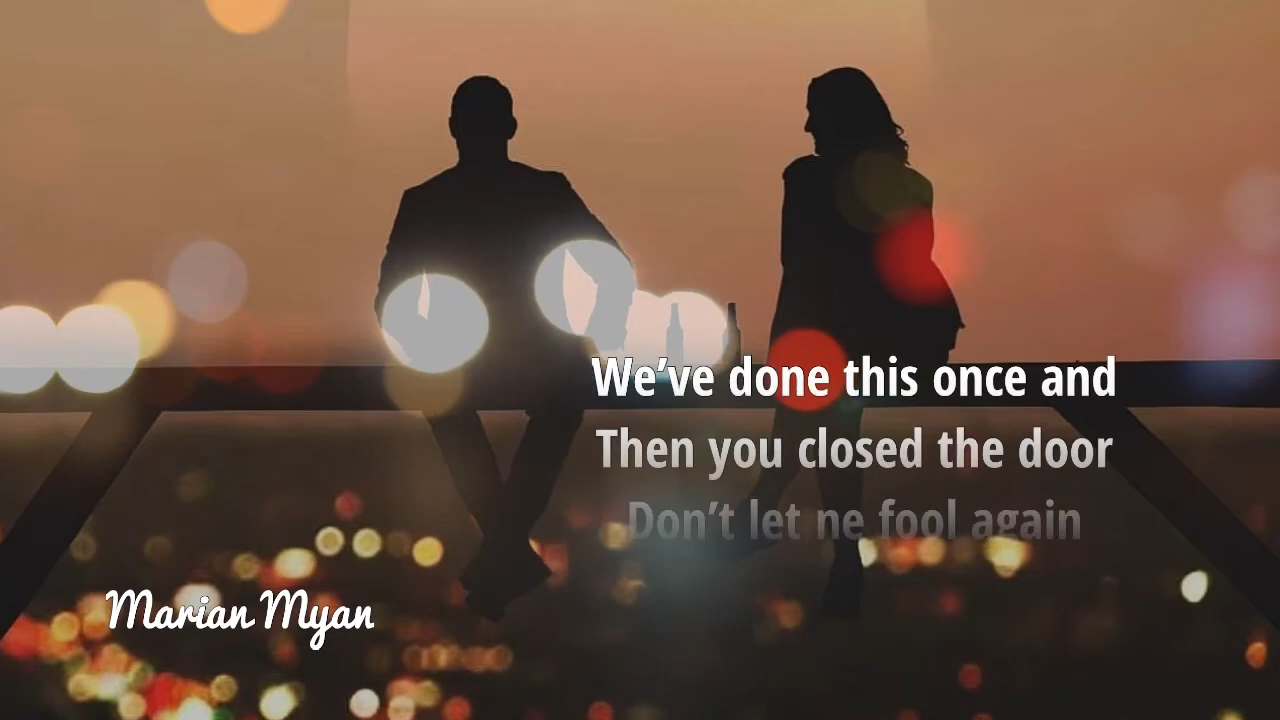 We’ve done this once and
Then you closed the door
Don’t let ne fool again
Marian Myan